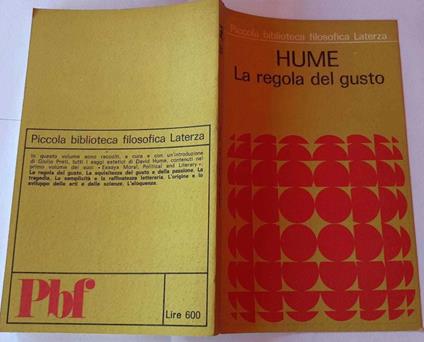 Piccola biblioteca filosofica Laterza
In questo volume sono raccolti, a cura e con un'introduzione
di Giulio Preti, tutti i saggi estetici di David Hume, contenuti nel
primo volume dei suoi «Essays Moral, Political and Literary».
La regola del gusto. La squisitezza del gusto e della passione. La
tragedia. La semplicità e la raffinatezza letteraria. L'origine e lo
sviluppo delle arti e delle scienze. L'eloquenza.
Pbf
Lire 600
Piccola biblioteca filosofica Laterza
HUME
La regola del gusto